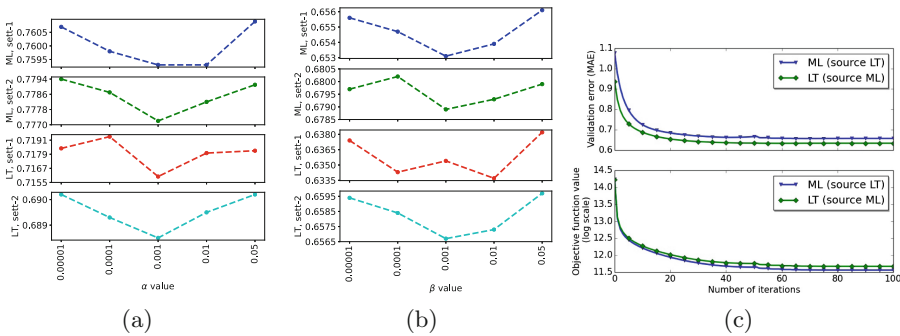 ML, sett-1
0.7605
0.7600
0.7595
ML, sett-2
0.7794
0.7786
0.7778
0.7770
LT, sett-1
0.7191
0.7179
0.7167
0.7155
LT, sett-2
0.690
0.689
0.00001
0.0001
0.001
0.01
0.05
α value
(a)
ML, sett-1
0.656
0.655
0.654
0.653
ML, sett-2
0.6805
0.6795
0.6785
LT, sett-1
0.6380
0.6365
0.6350
0.6335
LT, sett-2
0.6595
0.6585
0.6575
0.6565
0.00001
0.0001
0.001
0.01
0.05
β value
(b)
Validation error (MAE)
1.1
1.0
0.9
0.8
0.7
0.6
ML (source LT)
LT (source ML)
Objective function value
(log scale)
14.5
14.0
13.5
13.0
12.5
12.0
11.5
ML (source LT)
LT (source ML)
0 20 40 60 80 100
Number of iterations
(c)